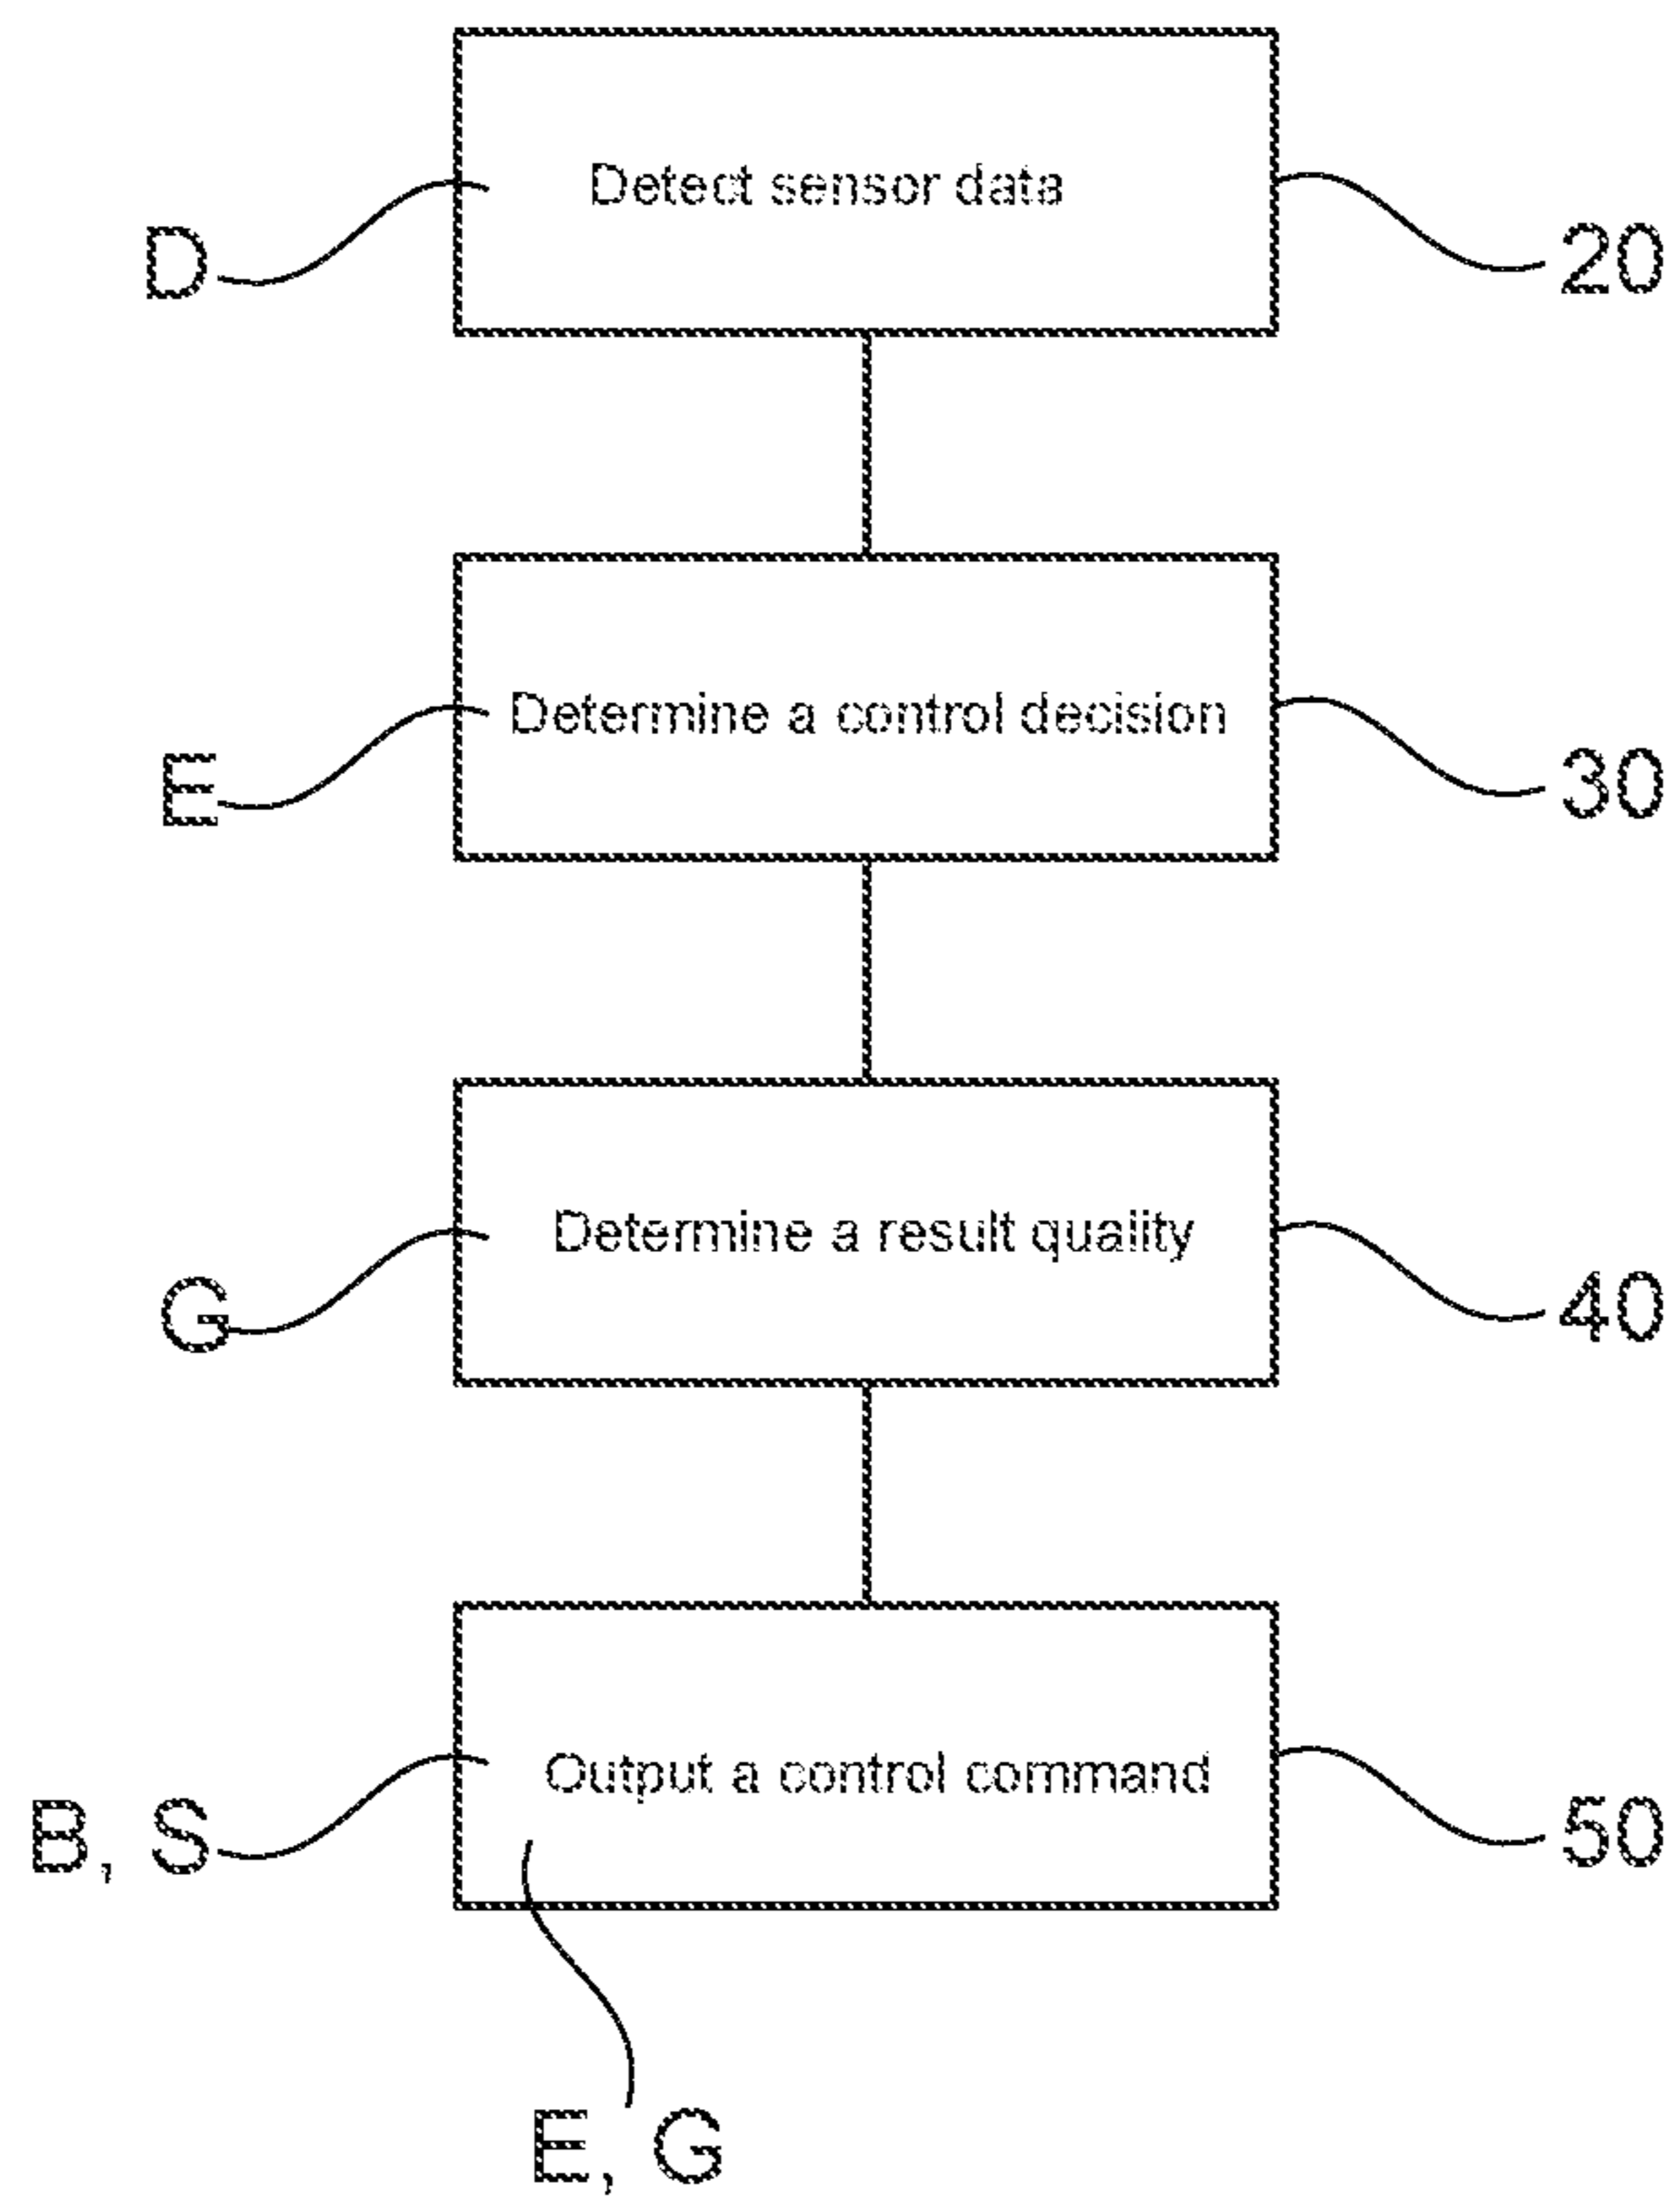 Detect sensor data
D
20
Determine a control decision
E
30
Determine a result quality
G
40
Output a control command
B, S
50
E, G